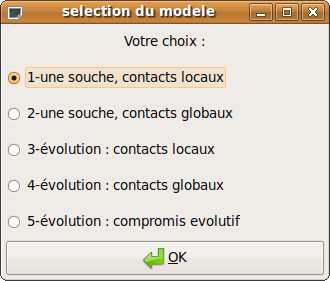 selection du modele
Votre choix :
1-une souche, contacts locaux
2-une souche, contacts globaux
3-évolution : contacts locaux
4-évolution : contacts globaux
5-évolution : compromis evolutif
OK